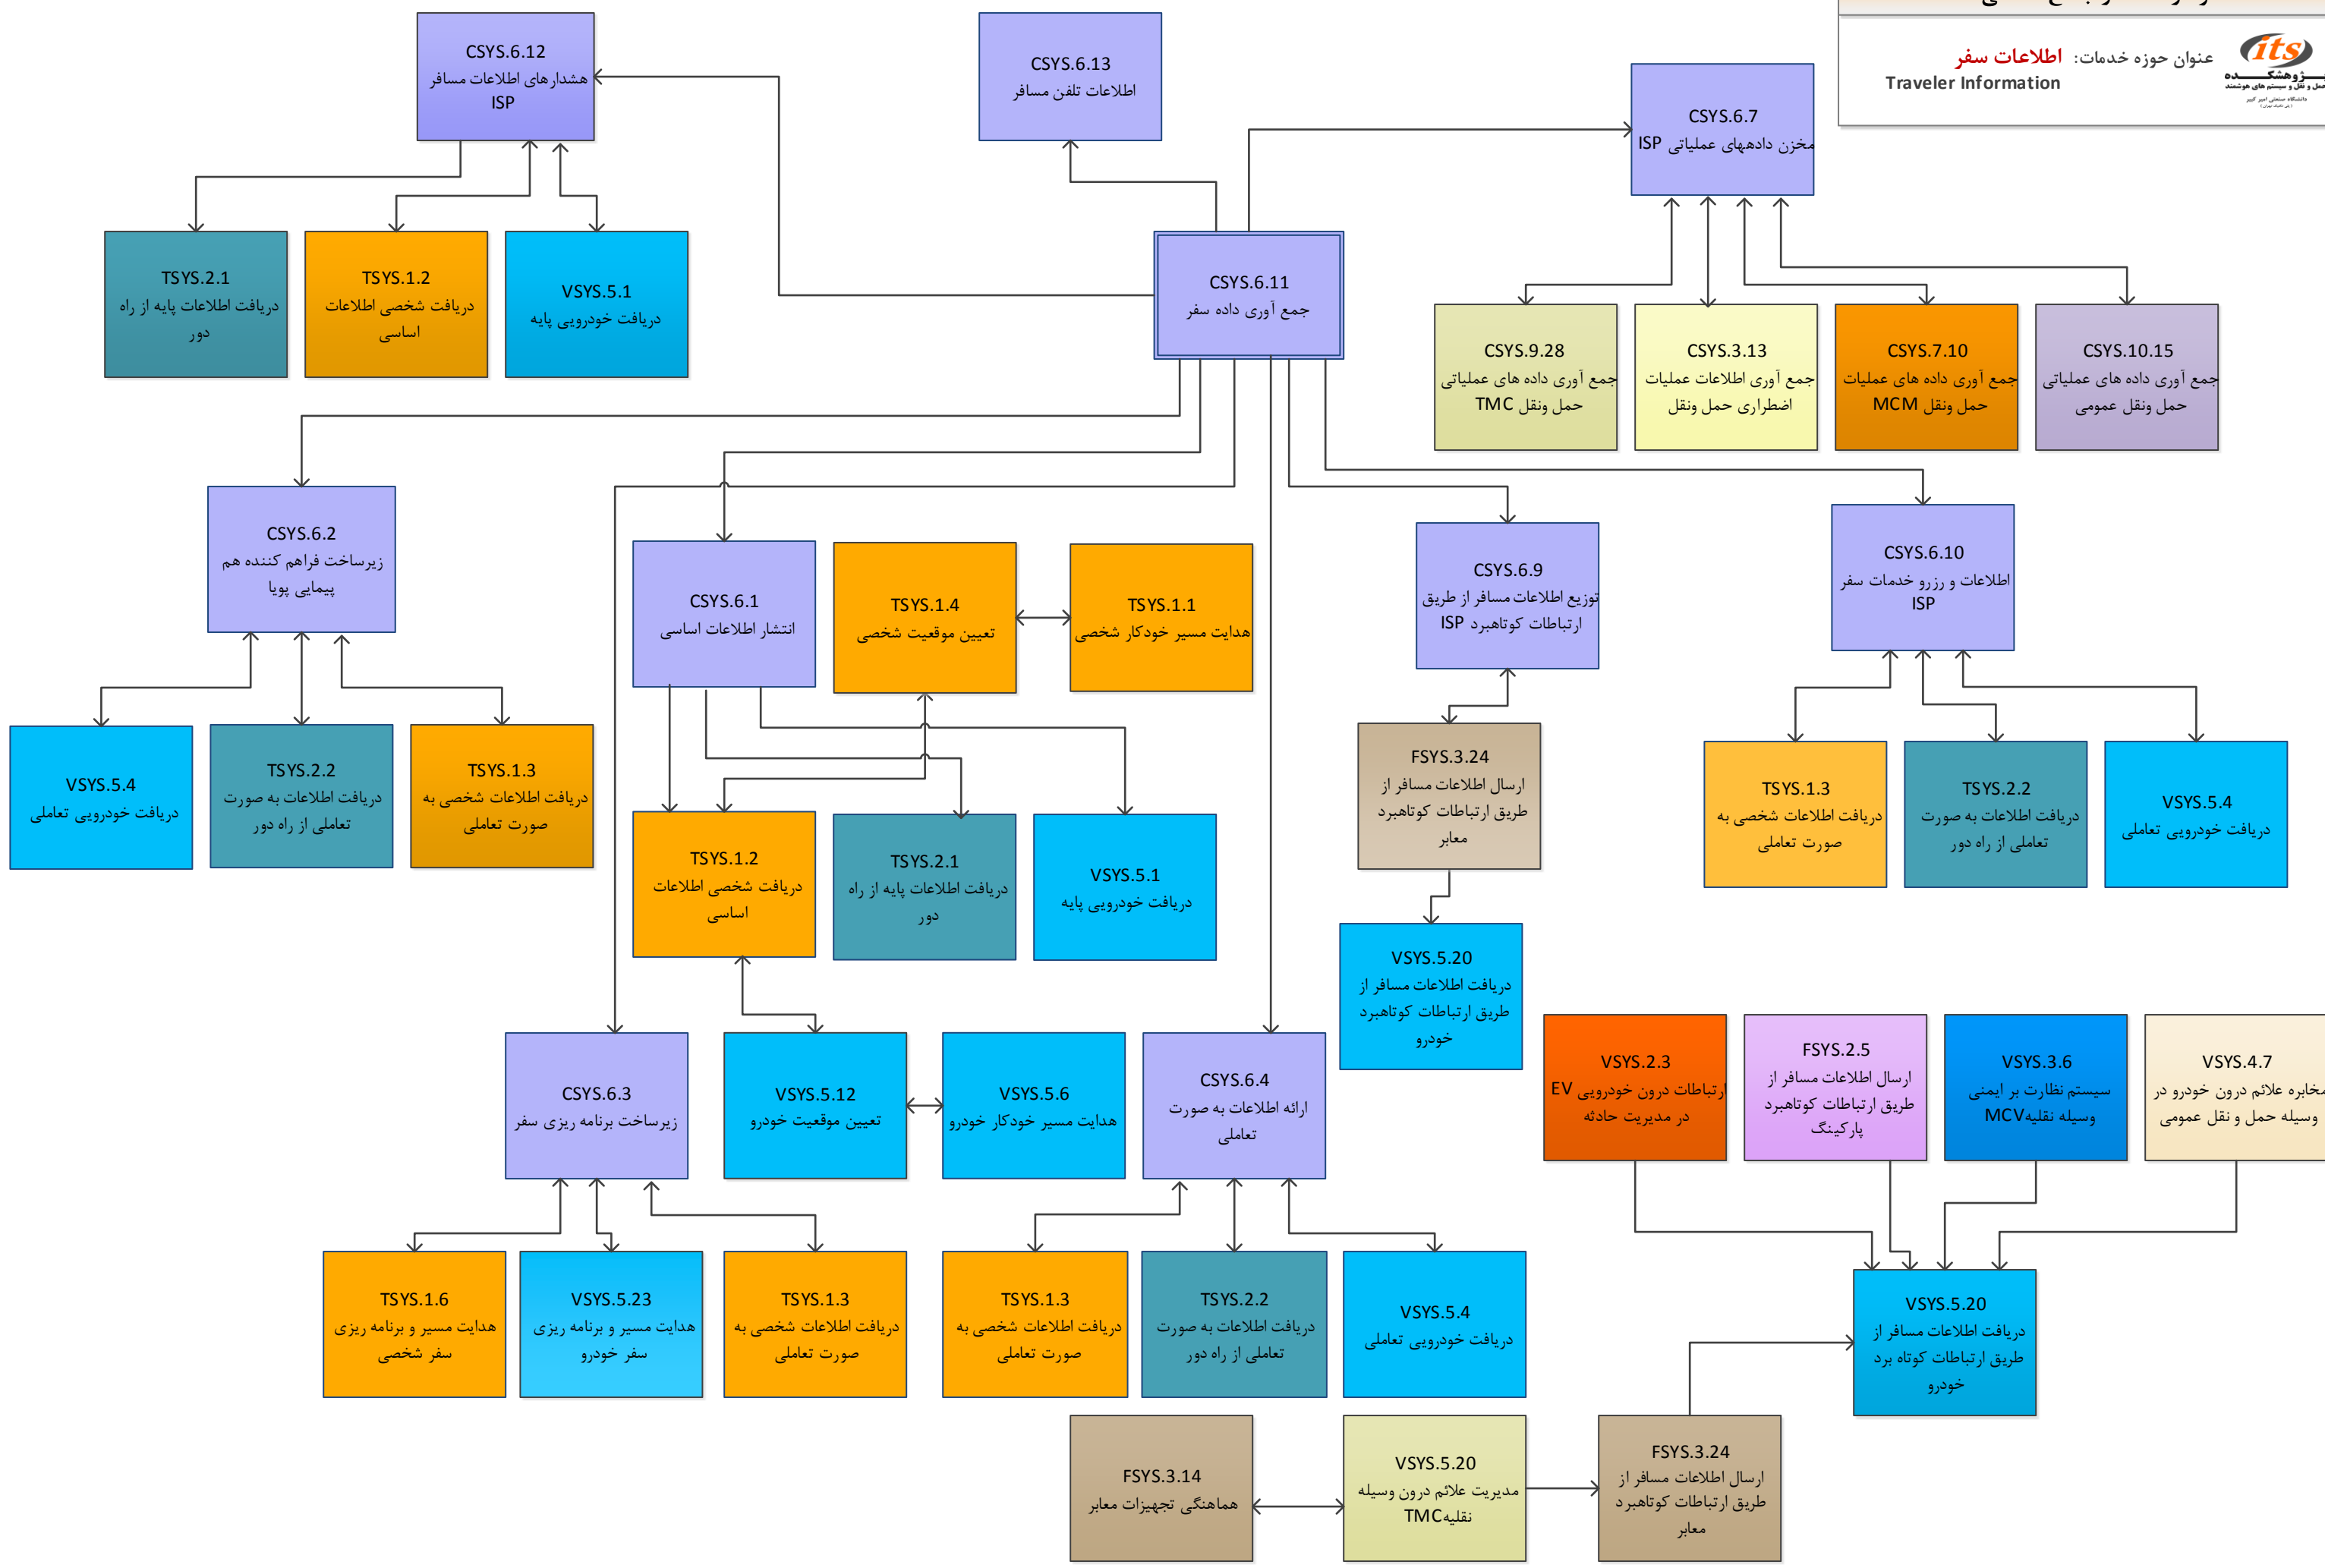 عنوان حوزه خدمات: اطلاعات سفر
Traveler Information
its
پژوهشکده
حمل و نقل و سیستم های هوشمند
دانشگاه صنعتی امیر کبیر
CSYS.6.12
هشدارهای اطلاعات مسافر
ISP
CSYS.6.13
اطلاعات تلفن مسافر
CSYS.6.7
مخزن دادههای عملیاتی ISP
TSYS.2.1
دریافت اطلاعات پایه از راه
دور
TSYS.1.2
دریافت شخصی اطلاعات
اساسی
VSYS.5.1
دریافت خودرویی پایه
CSYS.6.11
جمع آوری داده سفر
CSYS.9.28
جمع آوری داده های عملیاتی
حمل ونقل TMC
CSYS.3.13
جمع آوری اطلاعات عملیات
اضطراری حمل ونقل
CSYS.7.10
جمع آوری داده های عملیات
حمل ونقل MCM
CSYS.10.15
جمع آوری داده های عملیاتی
حمل ونقل عمومی
CSYS.6.2
زیرساخت فراهم کننده هم
پیمایی پویا
CSYS.6.1
انتشار اطلاعات اساسی
TSYS.1.4
تعیین موقعیت شخصی
TSYS.1.1
هدایت مسیر خودکار شخصی
CSYS.6.9
توزیع اطلاعات مسافر از طریق
ارتباطات کوتاهبرد ISP
CSYS.6.10
اطلاعات و رزرو خدمات سفر
ISP
VSYS.5.4
دریافت خودرویی تعاملی
TSYS.2.2
دریافت اطلاعات به صورت
تعاملی از راه دور
TSYS.1.3
دریافت اطلاعات شخصی به
صورت تعاملی
FSYS.3.24
ارسال اطلاعات مسافر از
طریق ارتباطات کوتاهبرد
معابر
TSYS.1.3
دریافت اطلاعات شخصی به
صورت تعاملی
TSYS.2.2
دریافت اطلاعات به صورت
تعاملی از راه دور
VSYS.5.4
دریافت خودرویی تعاملی
TSYS.1.2
دریافت شخصی اطلاعات
اساسی
TSYS.2.1
دریافت اطلاعات پایه از راه
دور
VSYS.5.1
دریافت خودرویی پایه
VSYS.5.20
دریافت اطلاعات مسافر از
طریق ارتباطات کوتاهبرد
خودرو
CSYS.6.3
زیرساخت برنامه ریزی سفر
VSYS.5.12
تعیین موقعیت خودرو
VSYS.5.6
هدایت مسیر خودکار خودرو
CSYS.6.4
ارائه اطلاعات به صورت
تعاملی
VSYS.2.3
ارتباطات درون خودرویی EV
در مدیریت حادثه
FSYS.2.5
ارسال اطلاعات مسافر از
طریق ارتباطات کوتاهبرد
پارکینگ
VSYS.3.6
سیستم نظارت بر ایمنی
وسیله نقلیهMCV
VSYS.4.7
مخابره علائم درون خودرو در
وسیله حمل و نقل عمومی
TSYS.1.6
هدایت مسیر و برنامه ریزی
سفر شخصی
VSYS.5.23
هدایت مسیر و برنامه ریزی
سفر خودرو
TSYS.1.3
دریافت اطلاعات شخصی به
صورت تعاملی
TSYS.1.3
دریافت اطلاعات شخصی به
صورت تعاملی
TSYS.2.2
دریافت اطلاعات به صورت
تعاملی از راه دور
VSYS.5.4
دریافت خودرویی تعاملی
VSYS.5.20
دریافت اطلاعات مسافر از
طریق ارتباطات کوتاه برد
خودرو
FSYS.3.14
هماهنگی تجهیزات معابر
VSYS.5.20
مدیریت علائم درون وسیله
نقلیهTMC
FSYS.3.24
ارسال اطلاعات مسافر از
طریق ارتباطات کوتاهبرد
معابر